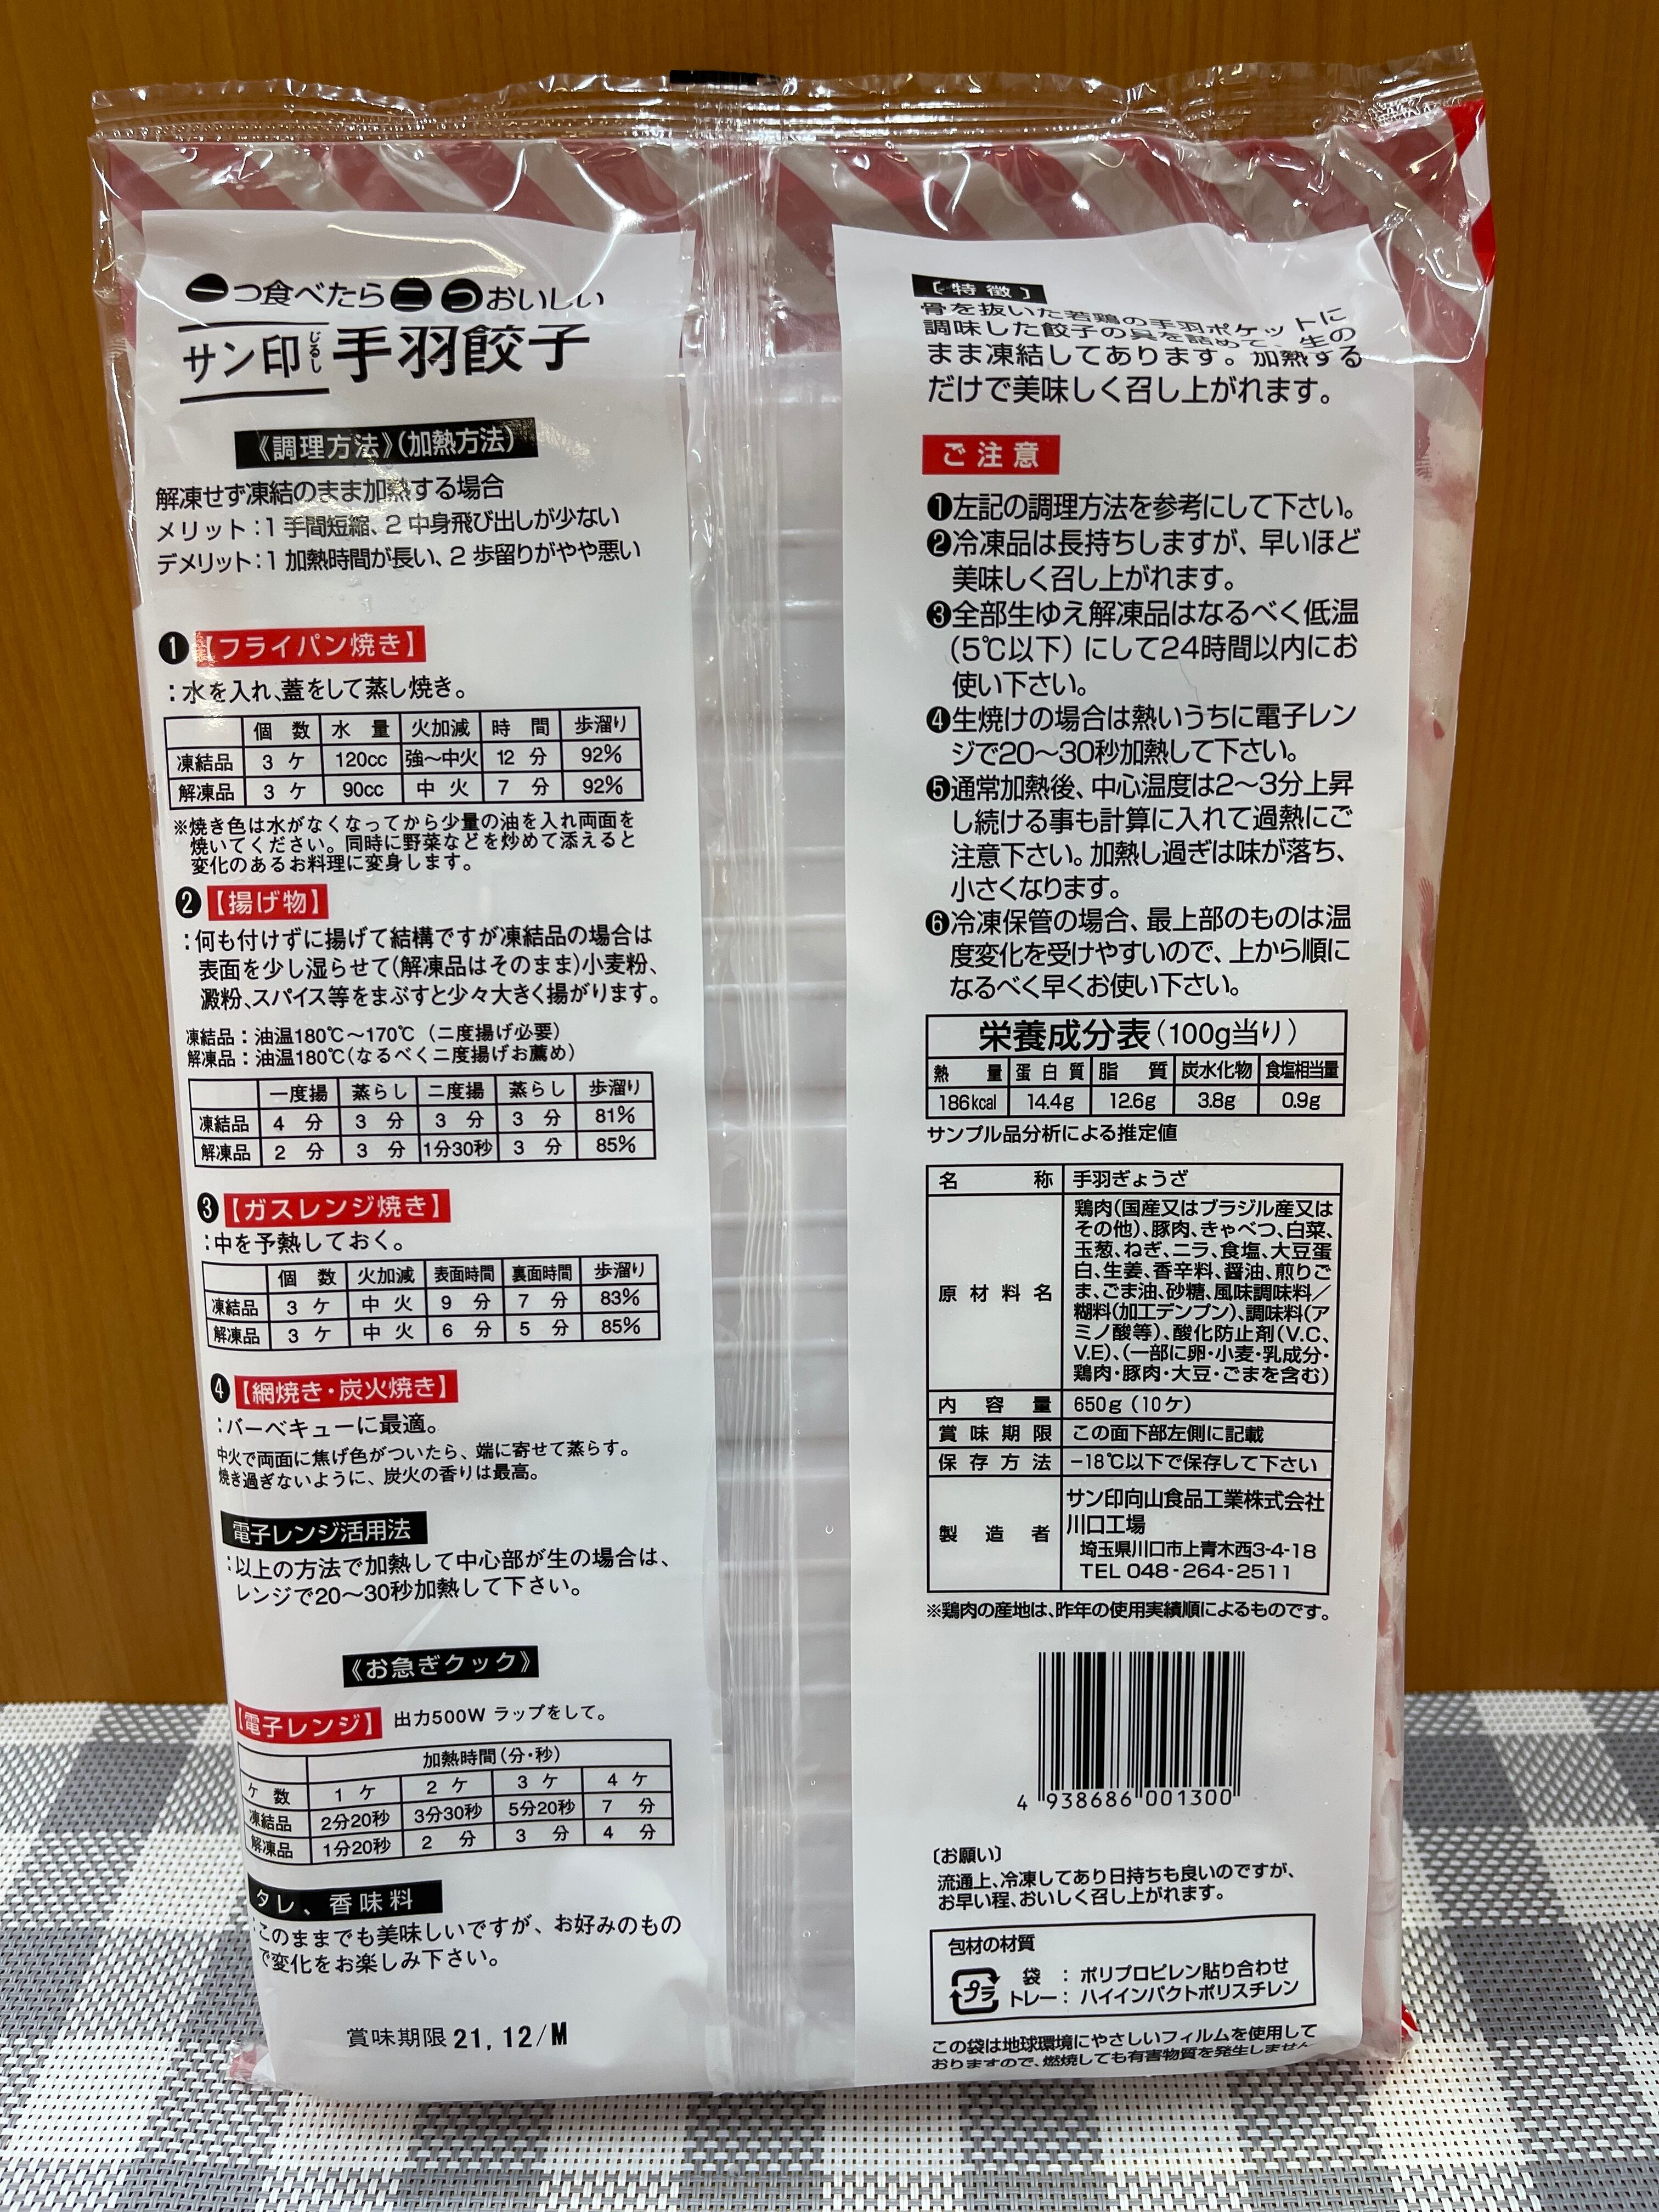 一つ食べたら二つおいしい
サン印じるし手羽餃子
《調理方法》(加熱方法)
解凍せず凍結のまま加熱する場合
メリット:1 手間短縮、2 中身飛び出しが少ない
デメリット:1 加熱時間が長い、2 歩留りがやや悪い
❶【フライパン焼き】
:水を入れ、蓋をして蒸し焼き。
個 数 水 量 火加減 時 間 歩溜り
凍結品 3 ケ 120cc 強〜中火 12 分 92%
解凍品 3 ケ 90cc 中 火 7 分 92%
※焼き色は水がなくなってから少量の油を入れ両面を
焼いてください。同時に野菜などを炒めて添えると
変化のあるお料理に変身します。
❷【揚げ物】
:何も付けずに揚げて結構ですが凍結品の場合は
表面を少し湿らせて(解凍品はそのまま)小麦粉、
澱粉、スパイス等をまぶすと少々大きく揚がります。
凍結品:油温180℃〜170℃(二度揚げ必要)
解凍品:油温180℃(なるべく二度揚げお薦め)
一度揚 蒸らし 二度揚 蒸らし 歩溜り
凍結品 4 分 3 分 3 分 3 分 81%
解凍品 2 分 3 分 1分30秒 3 分 85%
❸【ガスレンジ焼き】
:中を予熱しておく。
個 数 火加減 表面時間 裏面時間 歩溜り
凍結品 3 ケ 中 火 9 分 7 分 83%
解凍品 3 ケ 中 火 6 分 5 分 85%
❹【網焼き・炭火焼き】
:バーベキューに最適。
中火で両面に焦げ色がついたら、端に寄せて蒸らす。
焼き過ぎないように、炭火の香りは最高。
電子レンジ活用法
:以上の方法で加熱して中心部が生の場合は、
レンジで20〜30秒加熱して下さい。
《お急ぎクック》
【電子レンジ】 出力500W ラップをして。
加熱時間(分・秒)
ケ 数 1 ケ 2 ケ 3 ケ 4 ケ
凍結品 2分20秒 3分30秒 5分20秒 7 分
解凍品 1分20秒 2 分 3 分 4 分
タレ、香味料
:このままでも美味しいですが、お好みのもの
で変化をお楽しみ下さい。
賞味期限 21, 12/M
〔特徴〕
骨を抜いた若鶏の手羽ポケットに
調味した餃子の具を詰めて、生の
まま凍結してあります。加熱する
だけで美味しく召し上がれます。
ご注意
❶左記の調理方法を参考にして下さい。
❷冷凍品は長持ちしますが、早いほど
美味しく召し上がれます。
❸全部生ゆえ解凍品はなるべく低温
(5℃以下)にして24時間以内にお
使い下さい。
❹生焼けの場合は熱いうちに電子レン
ジで20〜30秒加熱して下さい。
❺通常加熱後、中心温度は2〜3分上昇
し続ける事も計算に入れて過熱にご
注意下さい。加熱し過ぎは味が落ち、
小さくなります。
❻冷凍保管の場合、最上部のものは温
度変化を受けやすいので、上から順に
なるべく早くお使い下さい。
栄養成分表(100g当り)
熱 量 蛋白質 脂 質 炭水化物 食塩相当量
186kcal 14.4g 12.6g 3.8g 0.9g
サンプル品分析による推定値
名 称 手羽ぎょうざ
原材料名 鶏肉(国産又はブラジル産又は
その他)、豚肉、きゃべつ、白菜、
玉葱、ねぎ、ニラ、食塩、大豆蛋
白、生姜、香辛料、醤油、煎りご
ま、ごま油、砂糖、風味調味料/
糊料(加工デンプン)、調味料(ア
ミノ酸等)、酸化防止剤(V.C、
V.E)、(一部に卵・小麦・乳成分・
鶏肉・豚肉・大豆・ごまを含む)
内 容 量 650g(10ケ)
賞味期限 この面下部左側に記載
保存方法 −18℃以下で保存して下さい
製 造 者 サン印向山食品工業株式会社
川口工場
埼玉県川口市上青木西3-4-18
TEL 048-264-2511
※鶏肉の産地は、昨年の使用実績順によるものです。
4 938686 001300
〔お願い〕
流通上、冷凍してあり日持ちも良いのですが、
お早い程、おいしく召し上がれます。
包材の材質
プラ 袋 : ポリプロピレン貼り合わせ
トレー : ハイインパクトポリスチレン
この袋は地球環境にやさしいフィルムを使用して
おりますので、燃焼しても有害物質を発生しません